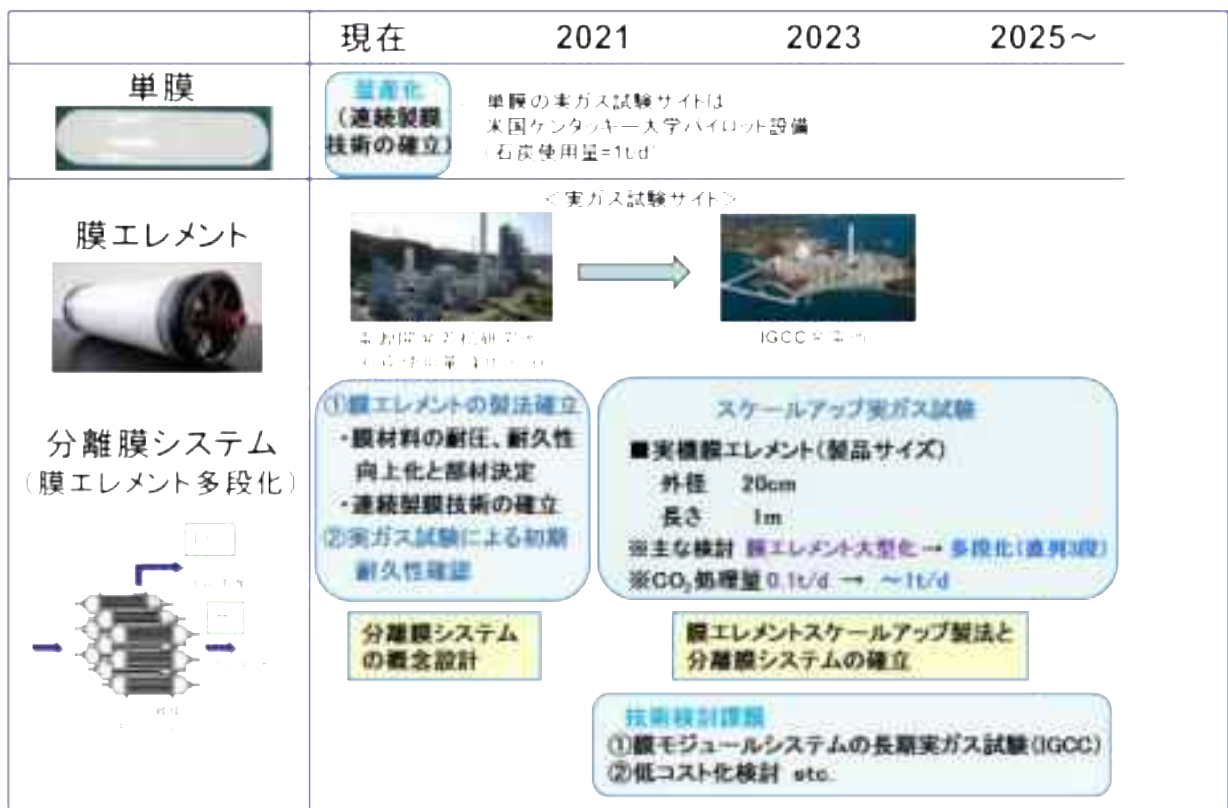 現在 2021 2023 2025～
単膜
量産化
(連続製膜
技術の確立)
単膜の実ガス試験サイトは
米国ケンタッキー大学パイロット設備
(石炭使用量=1t/d)
膜エレメント
＜実ガス試験サイト＞
IGCC発電所
分離膜システム
(膜エレメント多段化)
①膜エレメントの製法確立
・膜材料の耐圧、耐久性
向上化と部材決定
・連続製膜技術の確立
②実ガス試験による初期
耐久性確認
スケールアップ実ガス試験
■実機膜エレメント(製品サイズ)
外径 20cm
長さ 1m
※主な検討 膜エレメント大型化→ 多段化(直列3段)
※CO₂処理量 0.1t/d → ～1t/d
分離膜システム
の概念設計
膜エレメントスケールアップ製法と
分離膜システムの確立
技術検討課題
①膜モジュールシステムの長期実ガス試験(IGCC)
②低コスト化検討 etc.